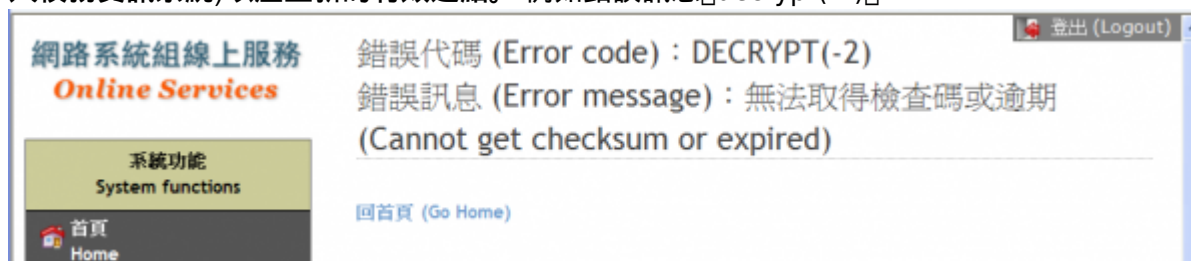 登出 (Logout)
網路系統組線上服務
Online Services
錯誤代碼 (Error code)：DECRYPT(-2)
錯誤訊息 (Error message)：無法取得檢查碼或逾期
(Cannot get checksum or expired)
系統功能
System functions
首頁
Home
回首頁 (Go Home)